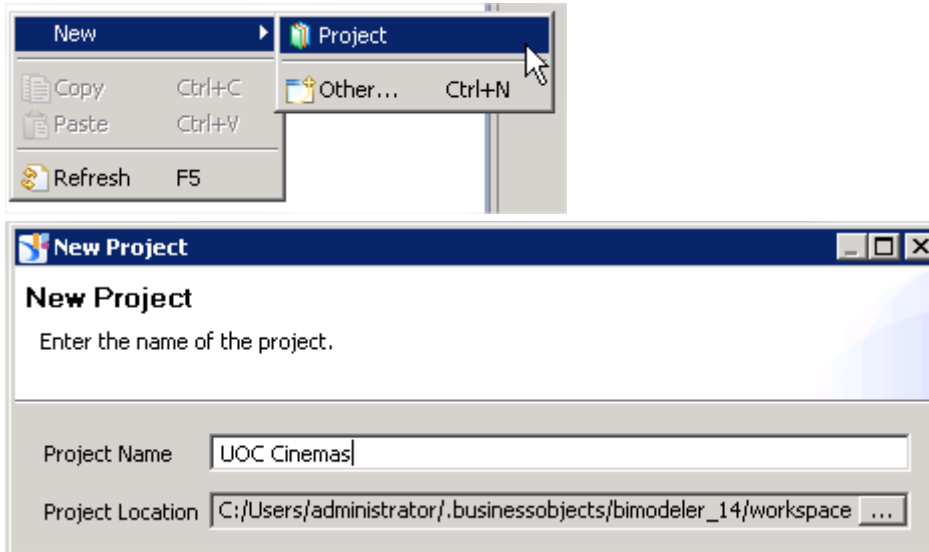 New Project
Other... Ctrl+N
Copy Ctrl+C
Paste Ctrl+V
Refresh F5
New Project
New Project
Enter the name of the project.
Project Name UOC Cinemas
Project Location C:/Users/administrator/.businessobjects/bimodeler_14/workspace ...